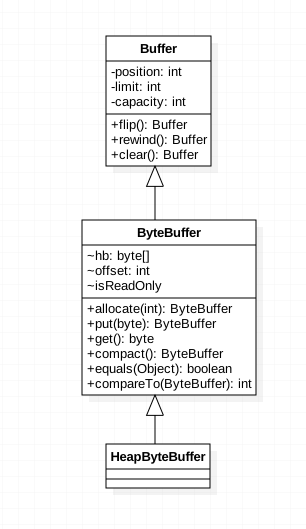 Buffer
-position: int
-limit: int
-capacity: int
+flip(): Buffer
+rewind(): Buffer
+clear(): Buffer
ByteBuffer
~hb: byte[]
~offset: int
~isReadOnly
+allocate(int): ByteBuffer
+put(byte): ByteBuffer
+get(): byte
+compact(): ByteBuffer
+equals(Object): boolean
+compareTo(ByteBuffer): int
HeapByteBuffer